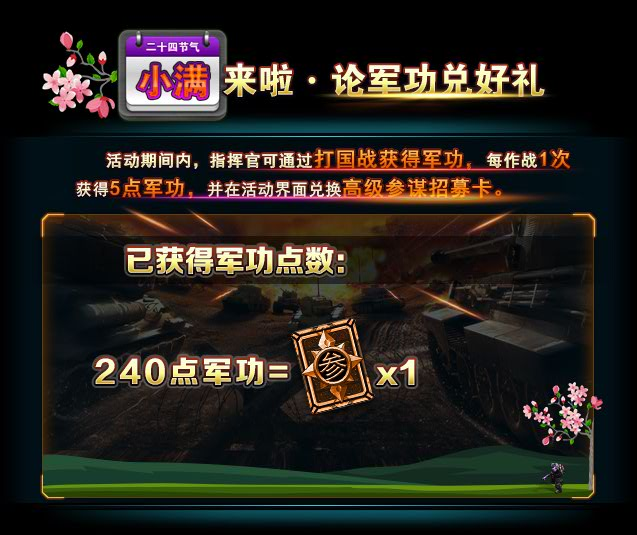 二十四节气
小满
来啦·论军功兑好礼
活动期间内，指挥官可通过打国战获得军功，每作战1次
获得5点军功，并在活动界面兑换高级参谋招募卡。
已获得军功点数:
240点军功=
参
x1